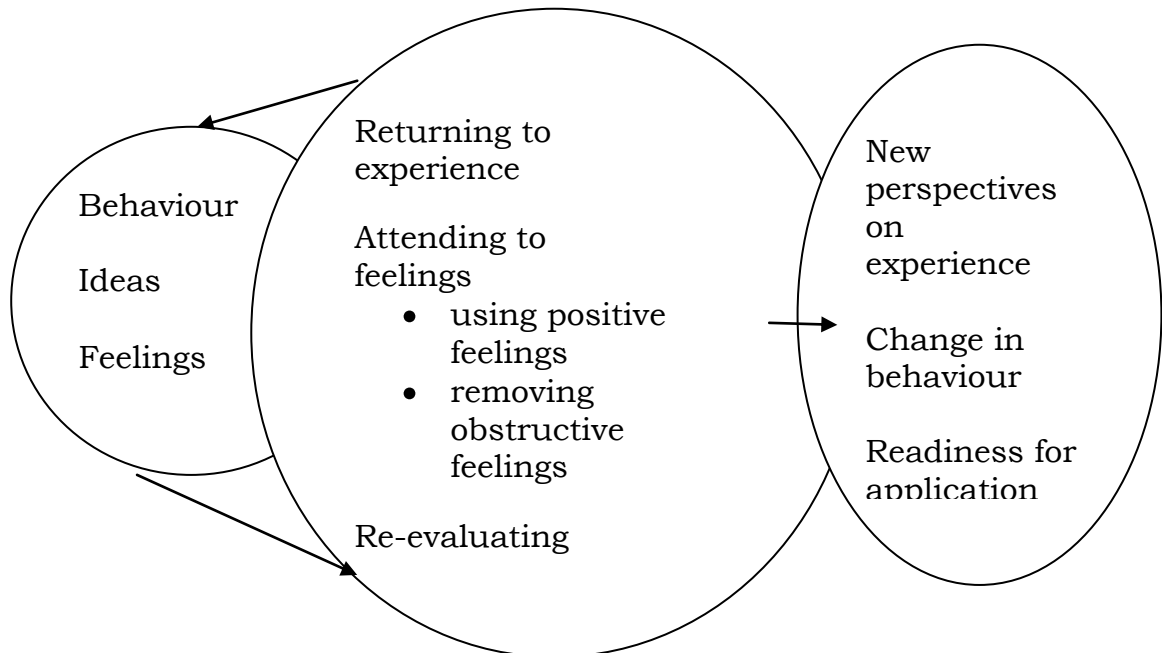 Behaviour
Ideas
Feelings
Returning to
experience
Attending to
feelings
• using positive
feelings
• removing
obstructive
feelings
Re-evaluating
New
perspectives
on
experience
Change in
behaviour
Readiness for
application